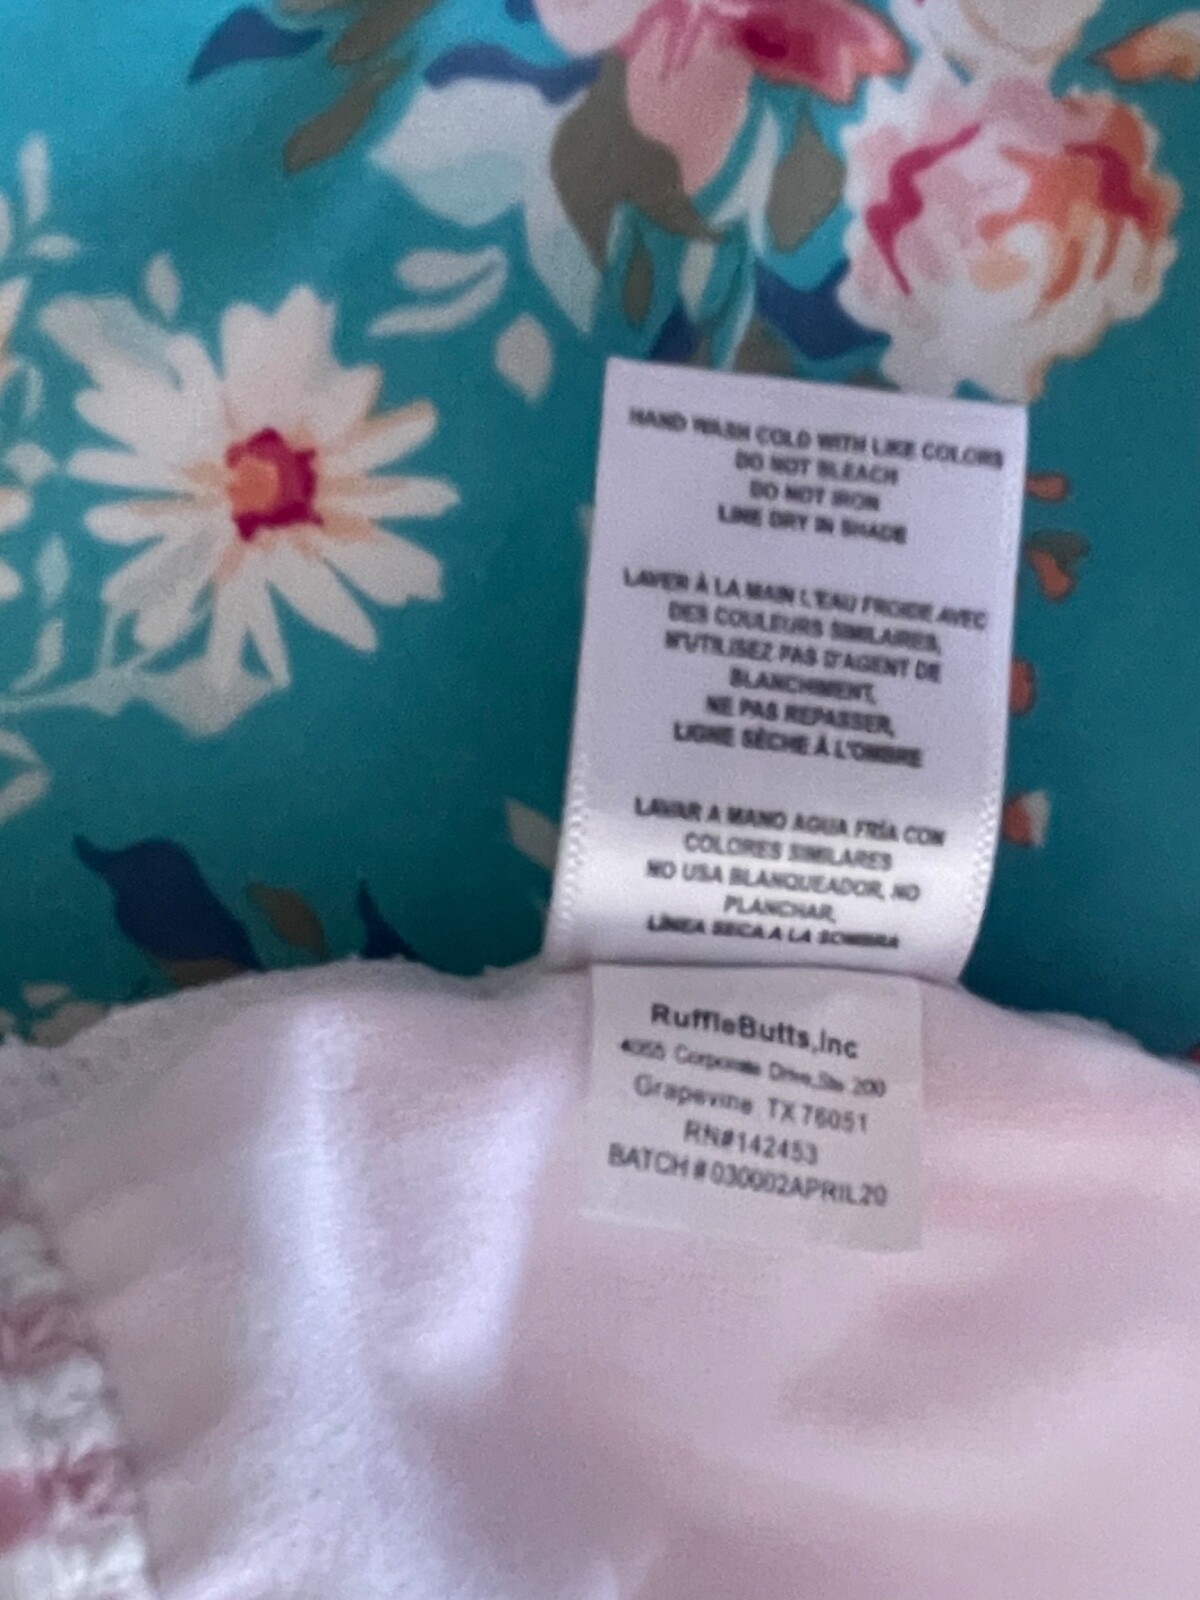 HAND WASH COLD WITH LIKE COLORS
DO NOT BLEACH
DO NOT IRON
LINE DRY IN SHADE
LAVER À LA MAIN L'EAU FROIDE AVEC
DES COULEURS SIMILAIRES,
N'UTILISEZ PAS D'AGENT DE
BLANCHIMENT,
NE PAS REPASSER,
LIGNE SÈCHE À L'OMBRE
LAVAR A MANO AGUA FRÍA CON
COLORES SIMILARES
NO USA BLANQUEADOR, NO
PLANCHAR,
LÍNEA SECA A LA SOMBRA
RuffleButts,Inc
4055 Corporate Drive,Ste 200
Grapevine TX 76051
RN#142453
BATCH#030002APRIL20